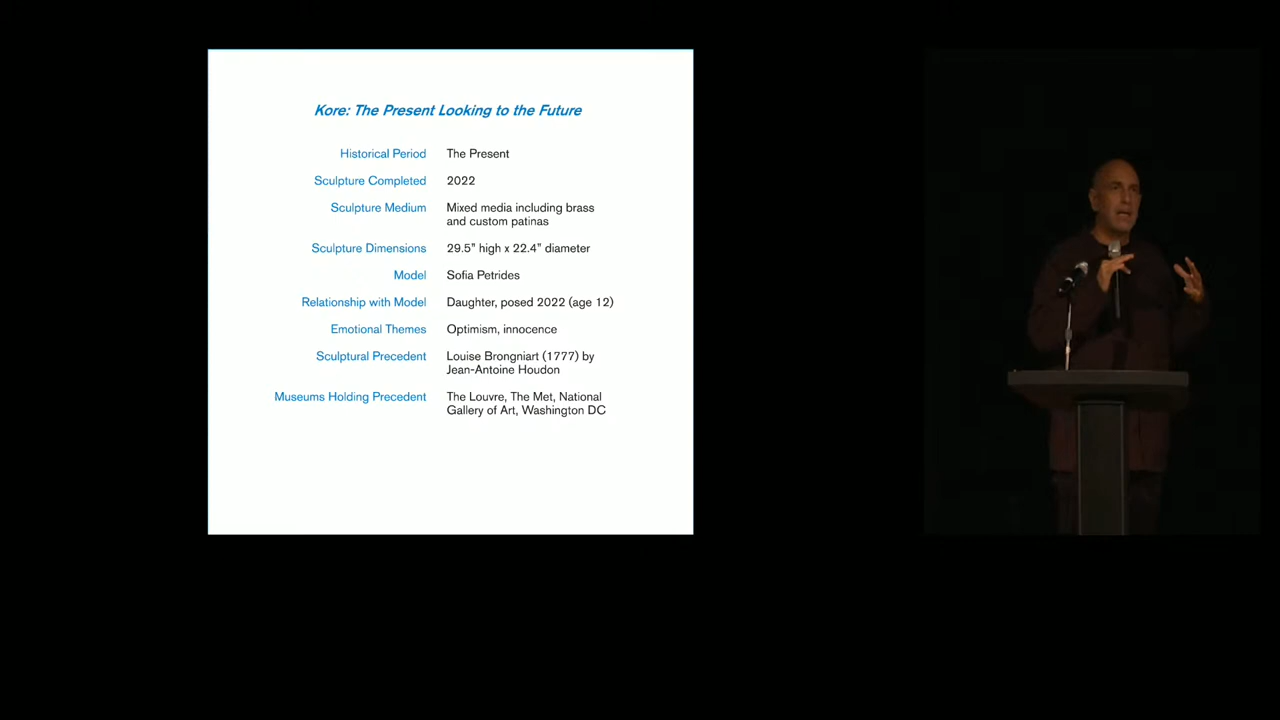 Kore: The Present Looking to the Future
Historical Period The Present
Sculpture Completed 2022
Sculpture Medium Mixed media including brass
and custom patinas
Sculpture Dimensions 29.5" high x 22.4" diameter
Model Sofia Petrides
Relationship with Model Daughter, posed 2022 (age 12)
Emotional Themes Optimism, innocence
Sculptural Precedent Louise Brongniart (1777) by
Jean-Antoine Houdon
Museums Holding Precedent The Louvre, The Met, National
Gallery of Art, Washington DC